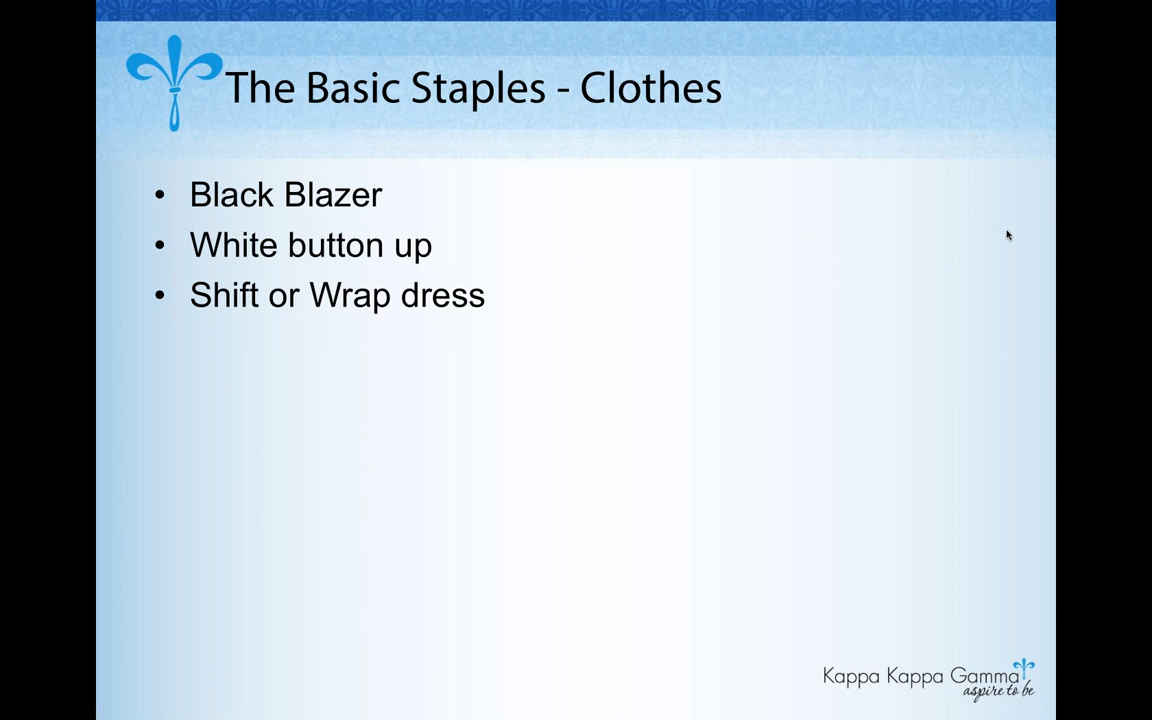 The Basic Staples - Clothes
• Black Blazer
• White button up
• Shift or Wrap dress
Kappa Kappa Gamma
aspire to be